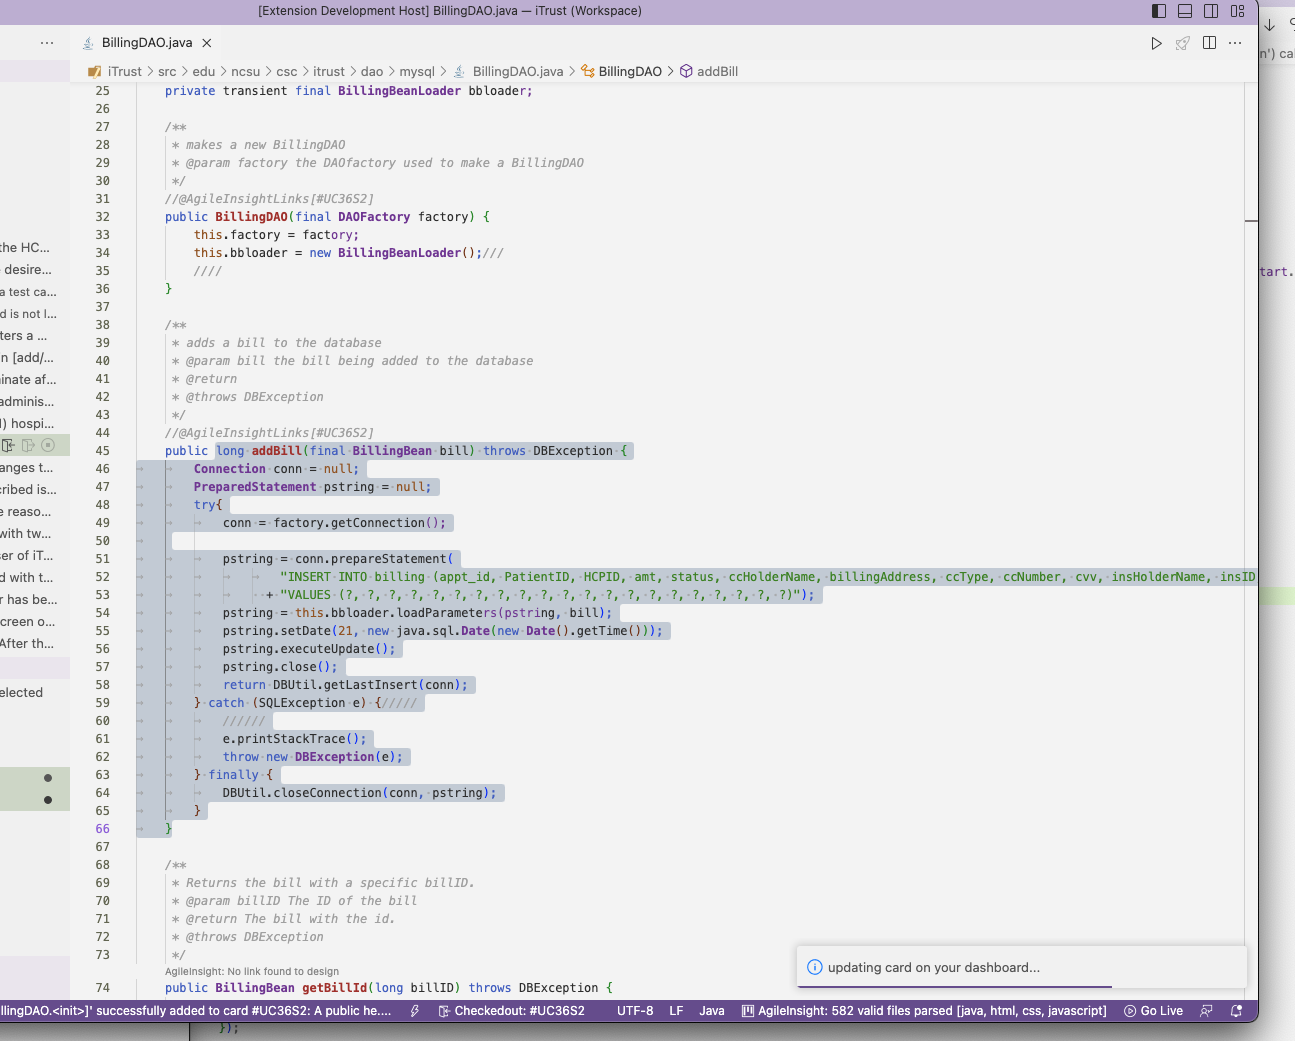 [Extension Development Host] BillingDAO.java — iTrust (Workspace)
BillingDAO.java
iTrust > src > edu > ncsu > csc > itrust > dao > mysql > BillingDAO.java > BillingDAO > addBill
25 private transient final BillingBeanLoader bbloader;
26
27 /**
28 * makes a new BillingDAO
29 * @param factory the DAOfactory used to make a BillingDAO
30 */
31 //@AgileInsightLinks[#UC36S2]
32 public BillingDAO(final DAOFactory factory) {
33 this.factory = factory;
34 this.bbloader = new BillingBeanLoader();///
35 ////
36 }
37
38 /**
39 * adds a bill to the database
40 * @param bill the bill being added to the database
41 * @return
42 * @throws DBException
43 */
44 //@AgileInsightLinks[#UC36S2]
45 public long addBill(final BillingBean bill) throws DBException {
46 Connection conn = null;
47 PreparedStatement pstring = null;
48 try{
49 conn = factory.getConnection();
50
51 pstring = conn.prepareStatement(
52 "INSERT INTO billing (appt_id, PatientID, HCPID, amt, status, ccHolderName, billingAddress, ccType, ccNumber, cvv, insHolderName, insID
53 + "VALUES (?, ?, ?, ?, ?, ?, ?, ?, ?, ?, ?, ?, ?, ?, ?, ?, ?, ?, ?, ?, ?)");
54 pstring = this.bbloader.loadParameters(pstring, bill);
55 pstring.setDate(21, new java.sql.Date(new Date().getTime()));
56 pstring.executeUpdate();
57 pstring.close();
58 return DBUtil.getLastInsert(conn);
59 } catch (SQLException e) {/////
60 //////
61 e.printStackTrace();
62 throw new DBException(e);
63 } finally {
64 DBUtil.closeConnection(conn, pstring);
65 }
66 }
67
68 /**
69 * Returns the bill with a specific billID.
70 * @param billID The ID of the bill
71 * @return The bill with the id.
72 * @throws DBException
73 */
AgileInsight: No link found to design
74 public BillingBean getBillId(long billID) throws DBException {
the HC...
desire...
a test ca...
d is not l...
ters a ...
n [add/...
inate af...
adminis...
) hospi...
anges t...
cribed is...
e reaso...
with tw...
ser of iT...
d with t...
r has be...
creen o...
After th...
elected
n') cal
tart.
updating card on your dashboard...
llingDAO.<init>]' successfully added to card #UC36S2: A public he.... Checkedout: #UC36S2 UTF-8 LF Java AgileInsight: 582 valid files parsed [java, html, css, javascript] Go Live
});